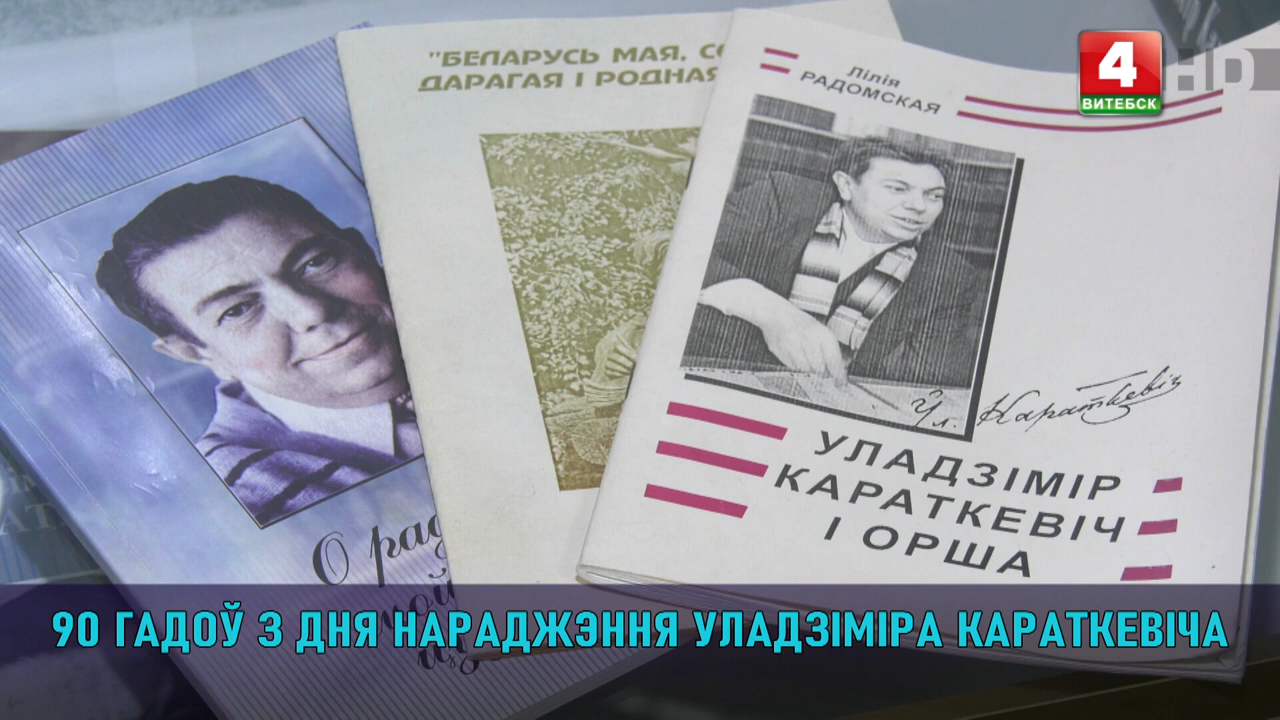 4
ВИТЕБСК
HD
"БЕЛАРУСЬ МАЯ,
ДАРАГАЯ І РОДНАЯ
Лілія
РАДОМСКАЯ
Ул. Караткевіч
УЛАДЗІМІР
КАРАТКЕВІЧ
І ОРША
О
90 ГАДОЎ З ДНЯ НАРАДЖЭННЯ УЛАДЗІМІРА КАРАТКЕВІЧА